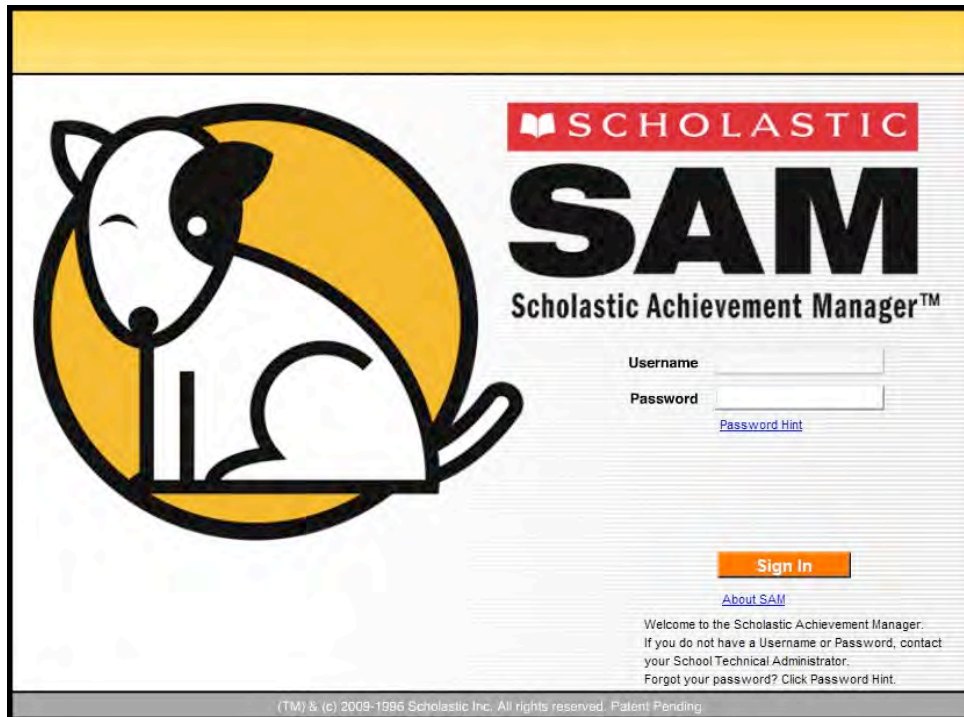 SCHOLASTIC
SAM
Scholastic Achievement Manager™
Username
Password
Password Hint
Sign In
About SAM
Welcome to the Scholastic Achievement Manager.
If you do not have a Username or Password, contact
your School Technical Administrator.
Forgot your password? Click Password Hint.
(TM) & (c) 2009-1996 Scholastic Inc. All rights reserved. Patent Pending